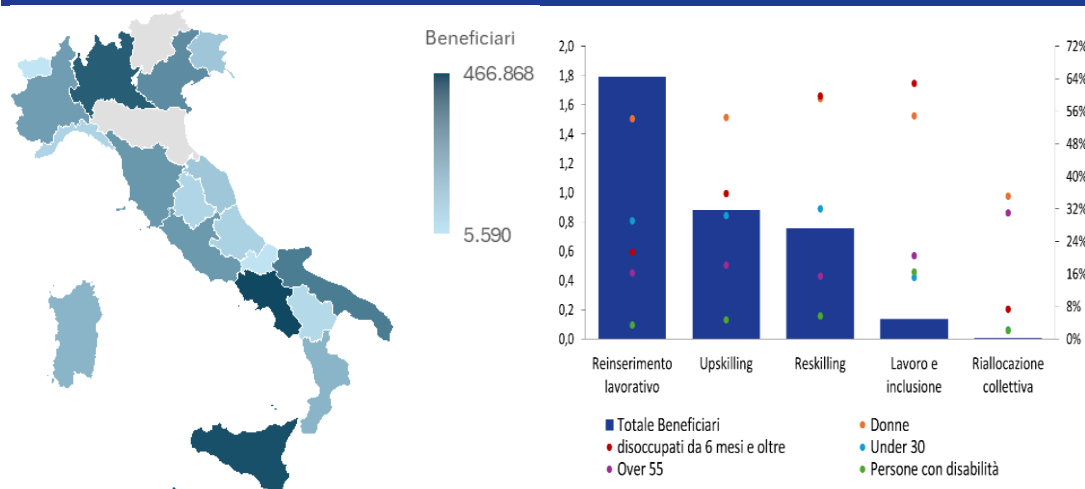 Beneficiari
466.868
5.590
2,0
1,8
1,6
1,4
1,2
1,0
0,8
0,6
0,4
0,2
0,0
72%
64%
56%
48%
40%
32%
24%
16%
8%
0%
Reinserimento
lavorativo
Upskilling
Reskilling
Lavoro e
inclusione
Riallocazione
collettiva
Totale Beneficiari
Donne
disoccupati da 6 mesi e oltre
Under 30
Over 55
Persone con disabilità